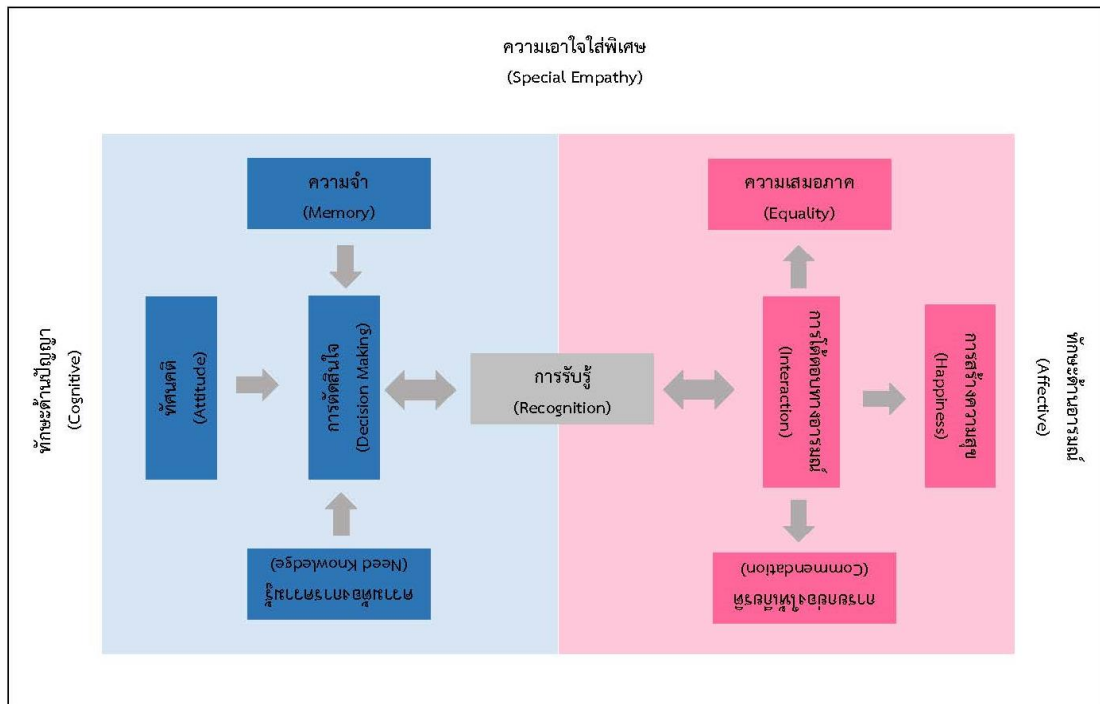 ความเอาใจใส่พิเศษ
(Special Empathy)
ทักษะด้านปัญญา
(Cognitive)
ความจำ
(Memory)
ทัศนคติ
(Attitude)
การตัดสินใจ
(Decision Making)
ความต้องการความรู้
(Need Knowledge)
การรับรู้
(Recognition)
ความเสมอภาค
(Equality)
การโต้ตอบทางอารมณ์
(Interaction)
การสร้างความสุข
(Happiness)
การยกย่องให้เกียรติ
(Commendation)
ทักษะด้านอารมณ์
(Affective)